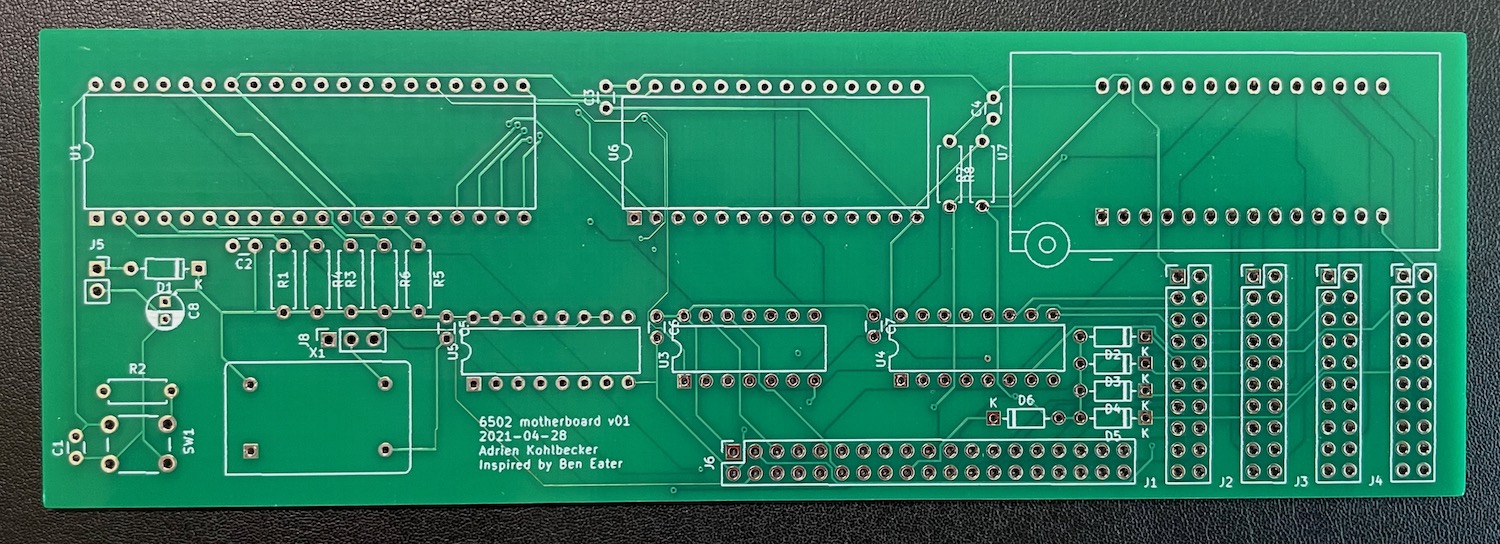 C3
C4
U1
U6
R7
R8
U7
J5
C2
R1
R4
R3
R6
R5
D1
K
C8
J8
X1
C5
U5
C6
U3
C7
U4
D2
K
R2
D3
K
D4
K
D6
K
D5
K
C1
SW1
6502 motherboard v01
2021-04-28
Adrien Kohlbecker
Inspired by Ben Eater
J6
J1
J2
J3
J4